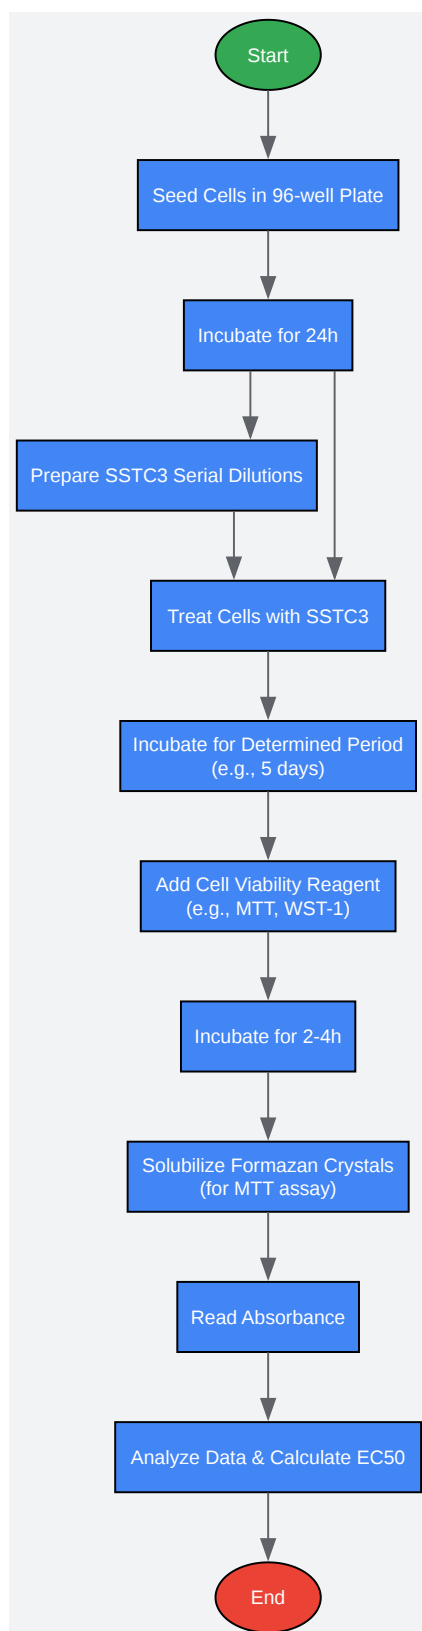 Start
Seed Cells in 96-well Plate
Incubate for 24h
Prepare SSTC3 Serial Dilutions
Treat Cells with SSTC3
Incubate for Determined Period
(e.g., 5 days)
Add Cell Viability Reagent
(e.g., MTT, WST-1)
Incubate for 2-4h
Solubilize Formazan Crystals
(for MTT assay)
Read Absorbance
Analyze Data & Calculate EC50
End